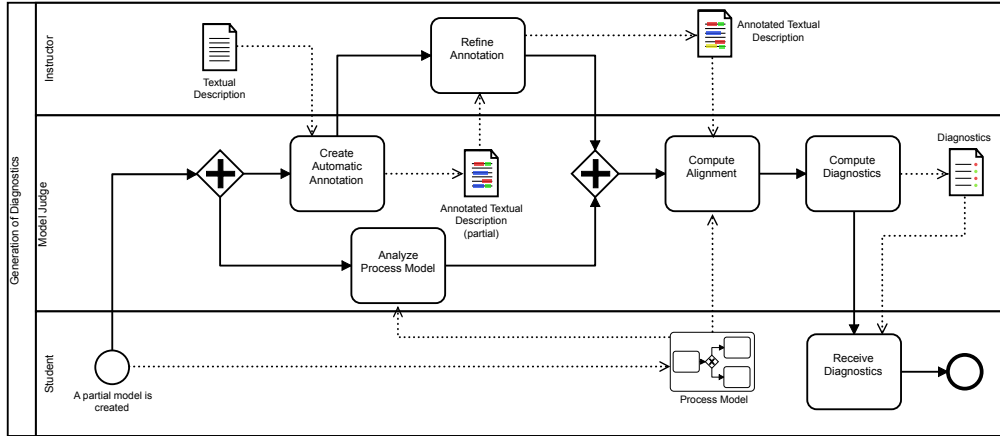 Generation of Diagnostics
Instructor
Textual
Description
Refine
Annotation
Annotated Textual
Description
Model Judge
Create
Automatic
Annotation
Annotated Textual
Description
(partial)
Analyze
Process Model
Compute
Alignment
Compute
Diagnostics
Diagnostics
Student
A partial model is
created
Process Model
Receive
Diagnostics